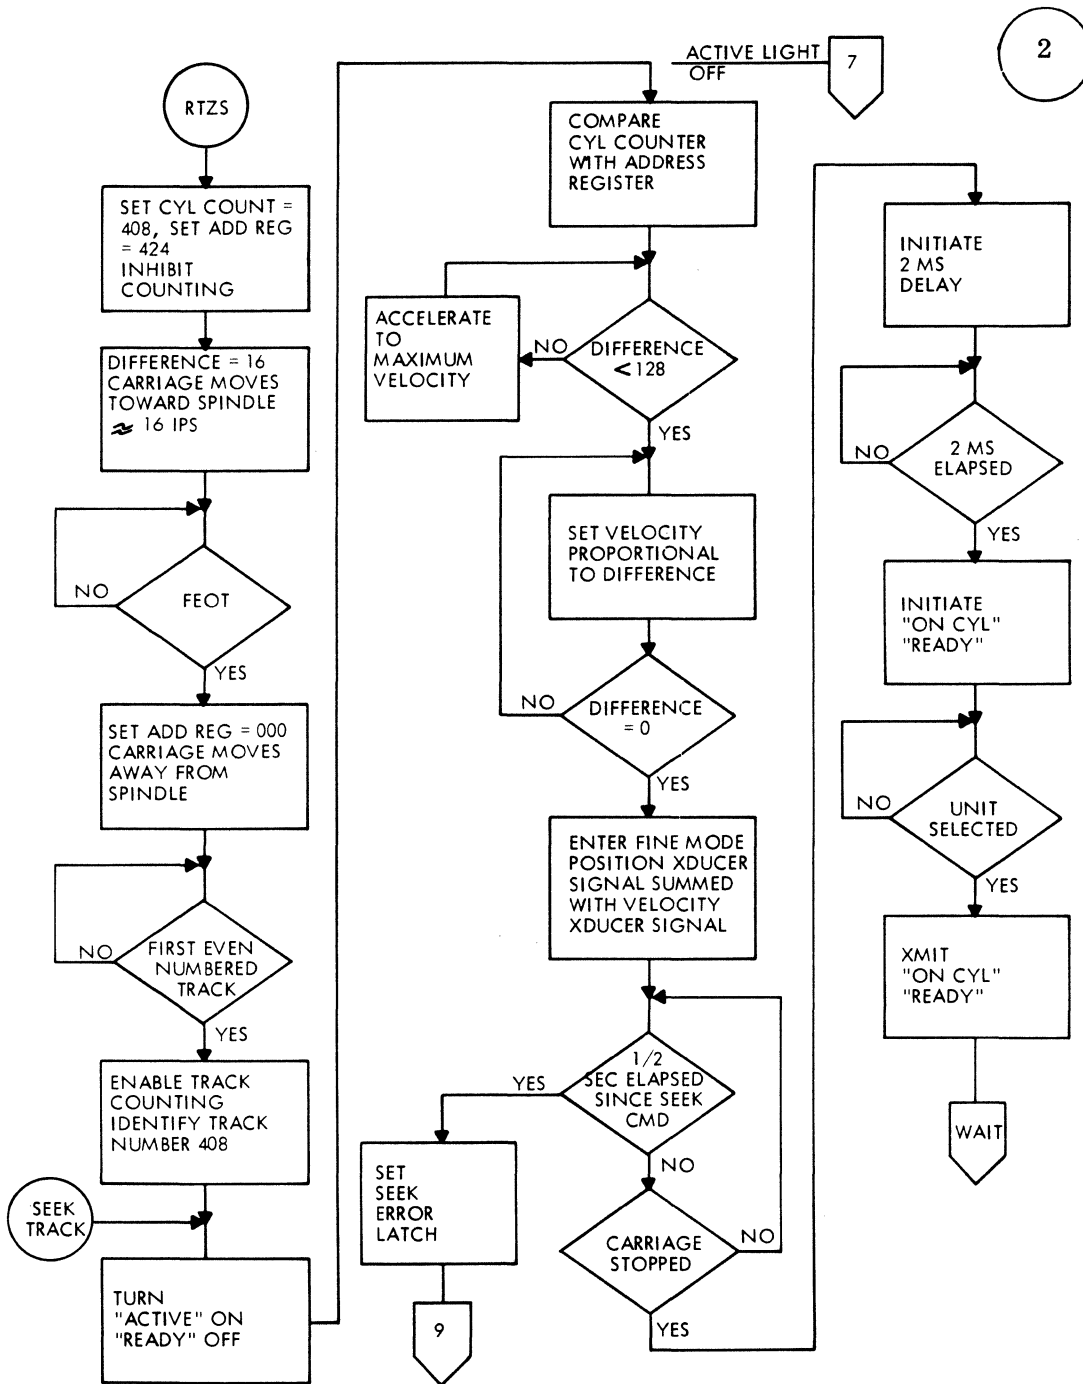 2
RTZS
SET CYL COUNT =
408, SET ADD REG
= 424
INHIBIT
COUNTING
DIFFERENCE = 16
CARRIAGE MOVES
TOWARD SPINDLE
≈ 16 IPS
FEOT
NO
YES
SET ADD REG = 000
CARRIAGE MOVES
AWAY FROM
SPINDLE
FIRST EVEN
NUMBERED
TRACK
NO
YES
ENABLE TRACK
COUNTING
IDENTIFY TRACK
NUMBER 408
SEEK
TRACK
TURN
"ACTIVE" ON
"READY" OFF
ACTIVE LIGHT
OFF
7
COMPARE
CYL COUNTER
WITH ADDRESS
REGISTER
ACCELERATE
TO
MAXIMUM
VELOCITY
NO
DIFFERENCE
<128
YES
SET VELOCITY
PROPORTIONAL
TO DIFFERENCE
NO
DIFFERENCE
= 0
YES
ENTER FINE MODE
POSITION XDUCER
SIGNAL SUMMED
WITH VELOCITY
XDUCER SIGNAL
1/2
SEC ELAPSED
SINCE SEEK
CMD
YES
NO
SET
SEEK
ERROR
LATCH
9
CARRIAGE
STOPPED
NO
YES
INITIATE
2 MS
DELAY
2 MS
ELAPSED
NO
YES
INITIATE
"ON CYL"
"READY"
UNIT
SELECTED
NO
YES
XMIT
"ON CYL"
"READY"
WAIT